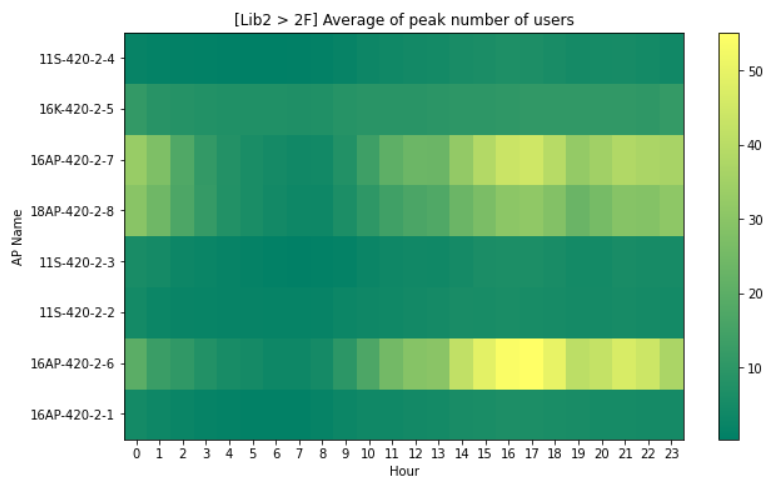 [Lib2 > 2F] Average of peak number of users
11S-420-2-4
16K-420-2-5
16AP-420-2-7
18AP-420-2-8
11S-420-2-3
11S-420-2-2
16AP-420-2-6
16AP-420-2-1
AP Name
0 1 2 3 4 5 6 7 8 9 10 11 12 13 14 15 16 17 18 19 20 21 22 23
Hour
50
40
30
20
10